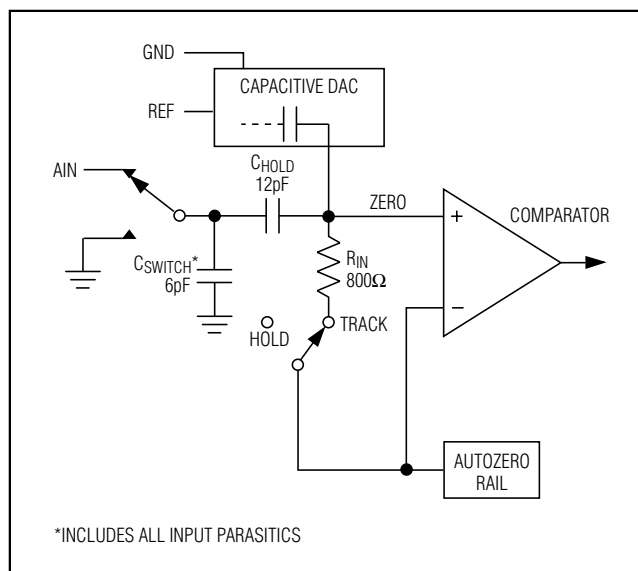 GND
CAPACITIVE DAC
REF
CHOLD
12pF
AIN
ZERO
COMPARATOR
+
RIN
800Ω
CSWITCH*
6pF
−
TRACK
HOLD
AUTOZERO
RAIL
*INCLUDES ALL INPUT PARASITICS